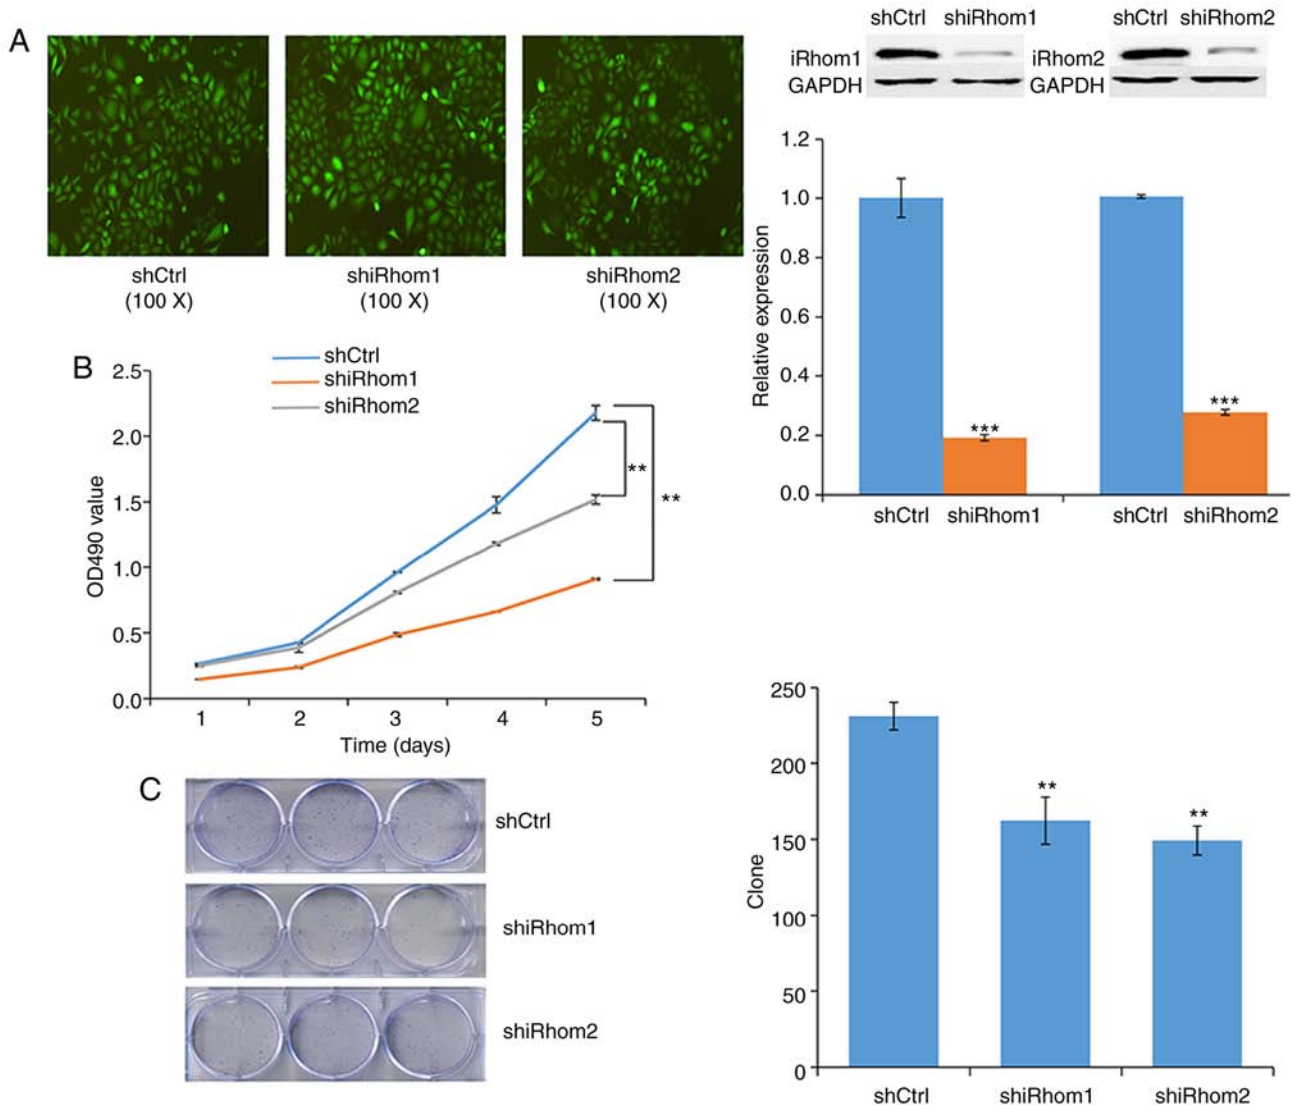 A
shCtrl
(100 X)
shiRhom1
(100 X)
shiRhom2
(100 X)
shCtrl shiRhom1
iRhom1
GAPDH
shCtrl shiRhom2
iRhom2
GAPDH
Relative expression
1.2
1.0
0.8
0.6
0.4
0.2
0.0
***
***
shCtrl shiRhom1 shCtrl shiRhom2
B
shCtrl
shiRhom1
shiRhom2
OD490 value
2.5
2.0
1.5
1.0
0.5
0.0
**
**
1 2 3 4 5
Time (days)
C
shCtrl
shiRhom1
shiRhom2
Clone
250
200
150
100
50
0
**
**
shCtrl shiRhom1 shiRhom2